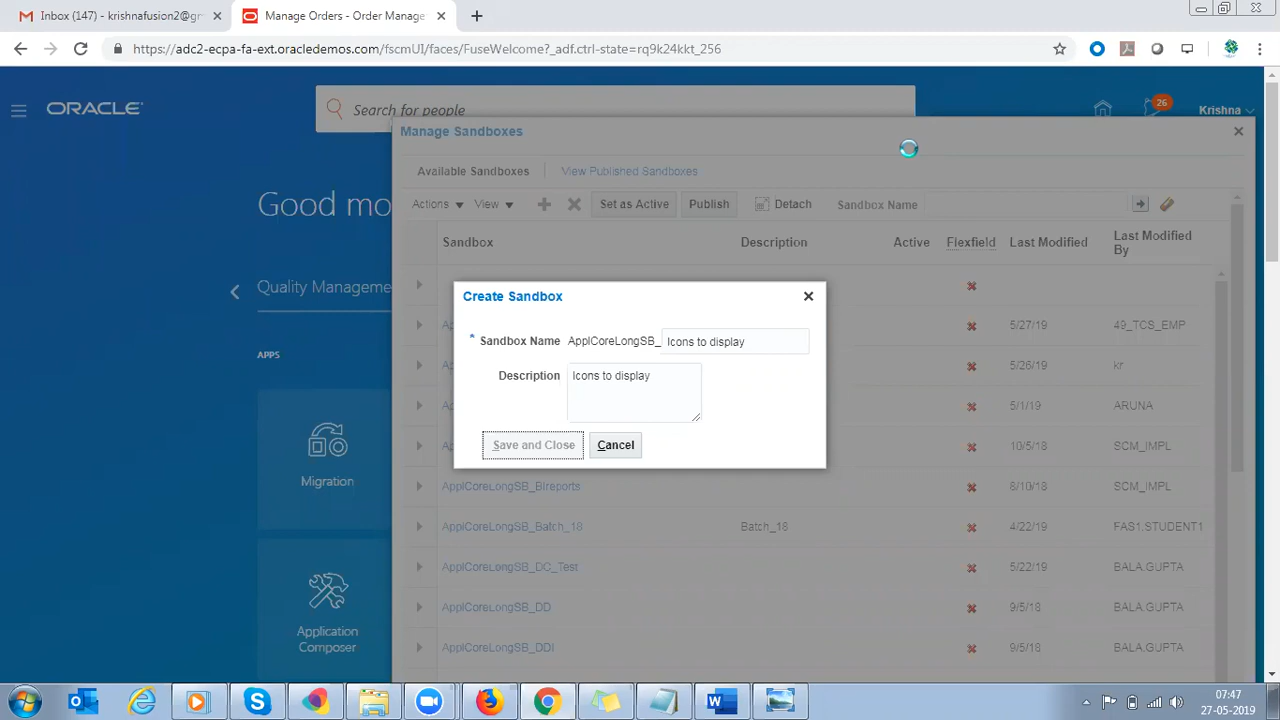 Inbox (147) - krishnafusion2@gm
Manage Orders - Order Manage
https://adc2-ecpa-fa-ext.oracledemos.com/fscmUI/faces/FuseWelcome?_adf.ctrl-state=rq9k24kkt_256
ORACLE
Search for people
26
Krishna
Manage Sandboxes
Available Sandboxes
View Published Sandboxes
Good mo
Actions View Set as Active Publish Detach Sandbox Name
Sandbox Description Active Flexfield Last Modified Last Modified By
Quality Manageme
Create Sandbox
Sandbox Name ApplCoreLongSB_ Icons to display
Description Icons to display
Save and Close Cancel
5/27/19 49_TCS_EMP
5/26/19 kr
APPS
5/1/19 ARUNA
10/5/18 SCM_IMPL
Migration
ApplCoreLongSB_BIreports 8/10/18 SCM_IMPL
ApplCoreLongSB_Batch_18 Batch_18 4/22/19 FAS1.STUDENT1
ApplCoreLongSB_DC_Test 5/22/19 BALA.GUPTA
ApplCoreLongSB_DD 9/5/18 BALA.GUPTA
Application
Composer
ApplCoreLongSB_DDI 9/5/18 BALA.GUPTA
07:47
27-05-2019